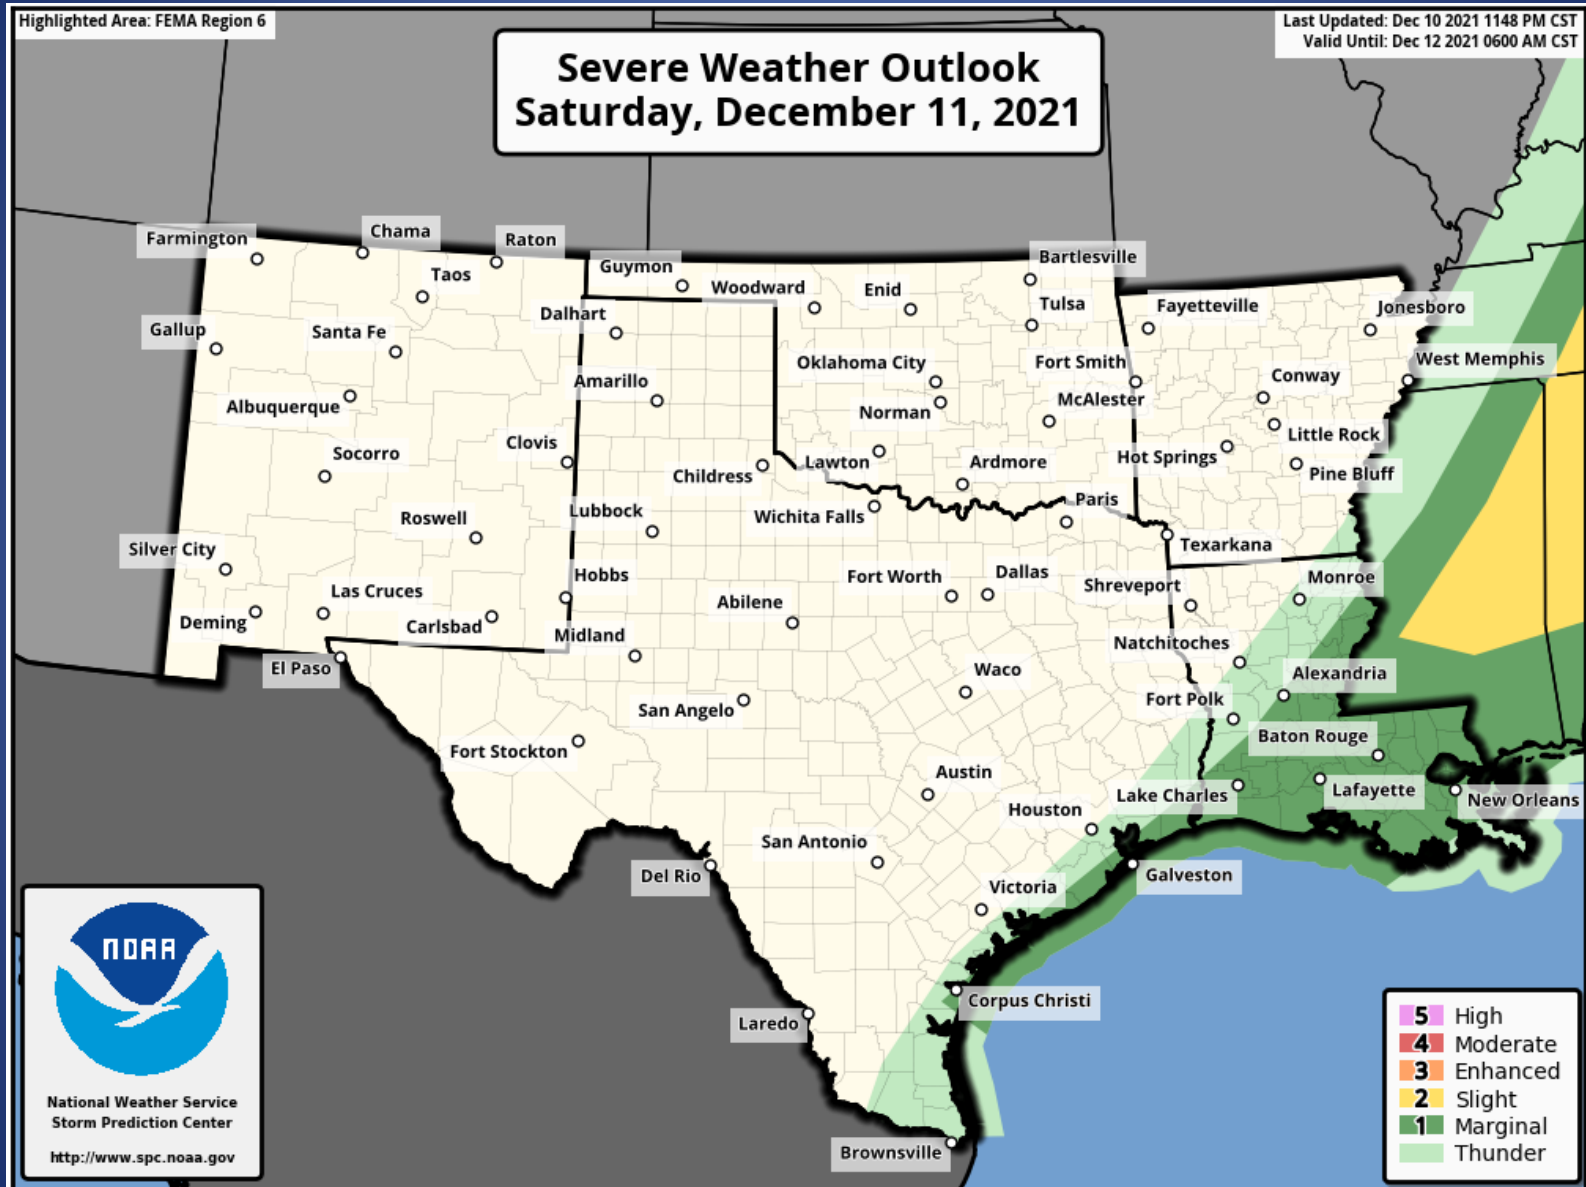 Highlighted Area: FEMA Region 6
Last Updated: Dec 10 2021 1148 PM CST
Valid Until: Dec 12 2021 0600 AM CST
Severe Weather Outlook
Saturday, December 11, 2021
Farmington
Chama
Raton
Taos
Guymon
Woodward
Enid
Bartlesville
Tulsa
Fayetteville
Jonesboro
Gallup
Santa Fe
Dalhart
Oklahoma City
Fort Smith
West Memphis
Albuquerque
Amarillo
Norman
McAlester
Conway
Little Rock
Socorro
Clovis
Childress
Lawton
Ardmore
Hot Springs
Pine Bluff
Roswell
Lubbock
Wichita Falls
Paris
Texarkana
Silver City
Hobbs
Fort Worth
Dallas
Shreveport
Monroe
Las Cruces
Deming
Carlsbad
Midland
Abilene
Natchitoches
El Paso
San Angelo
Waco
Fort Polk
Alexandria
Fort Stockton
Baton Rouge
Austin
Houston
Lake Charles
Lafayette
New Orleans
San Antonio
Del Rio
Victoria
Galveston
Corpus Christi
Laredo
Brownsville
NOAA
National Weather Service
Storm Prediction Center
http://www.spc.noaa.gov
5 High
4 Moderate
3 Enhanced
2 Slight
1 Marginal
Thunder